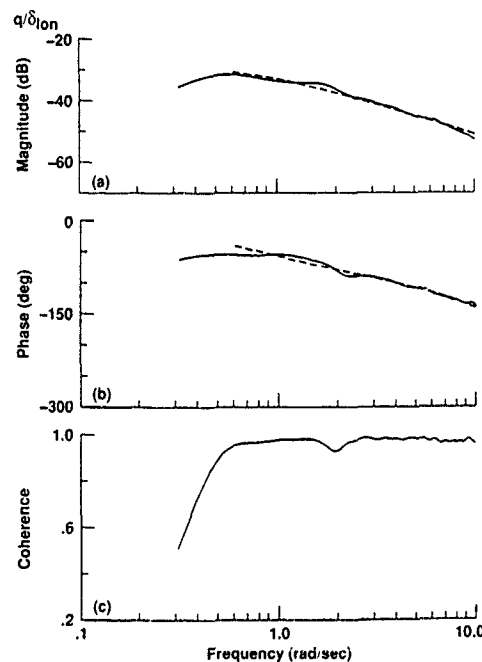 q/δlon
-20
-40
-60
Magnitude (dB)
(a)
0
-150
-300
Phase (deg)
(b)
1.0
.6
.2
Coherence
(c)
.1
1.0
10.0
Frequency (rad/sec)